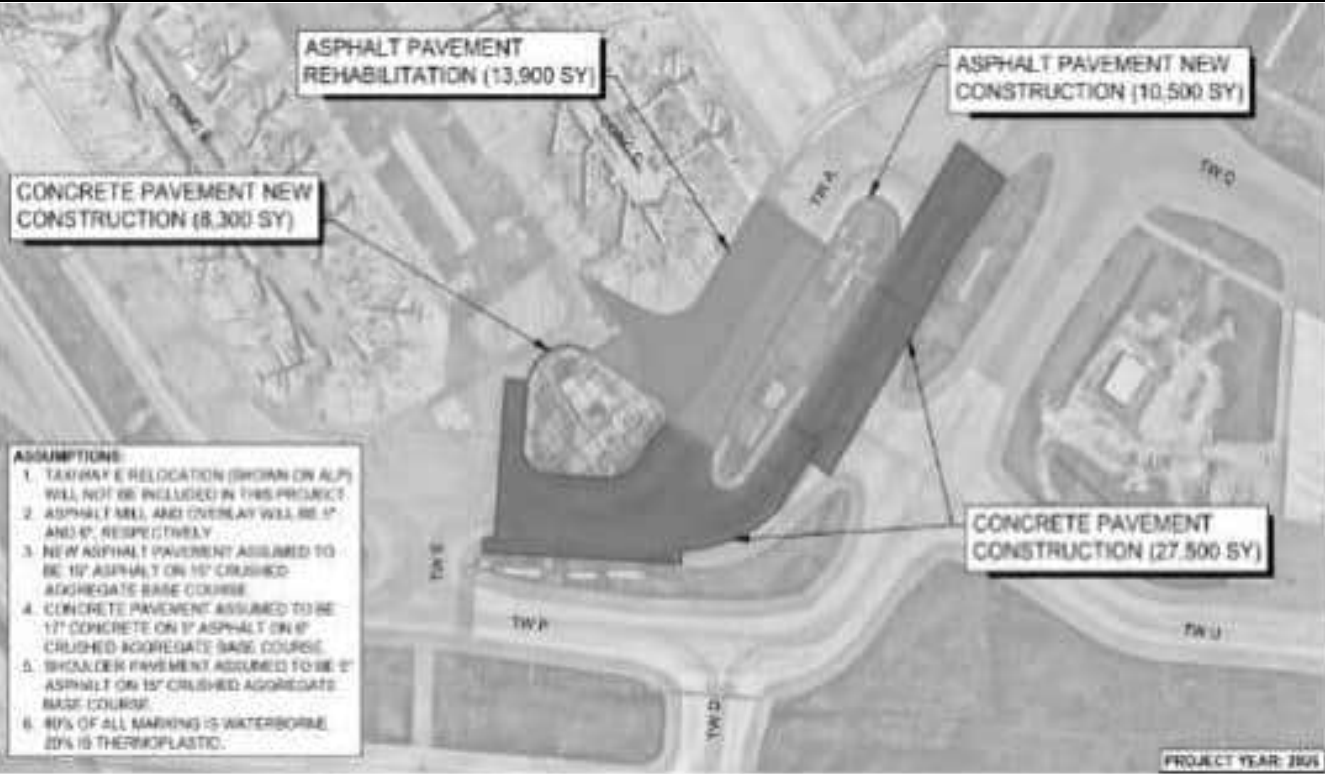 ASPHALT PAVEMENT
REHABILITATION (13,900 SY)
ASPHALT PAVEMENT NEW
CONSTRUCTION (10,500 SY)
CONC B
CONC C
CONCRETE PAVEMENT NEW
CONSTRUCTION (8,300 SY)
TW A
TW Q
ASSUMPTIONS:
1. TAXIWAY E RELOCATION (SHOWN ON ALP)
WILL NOT BE INCLUDED IN THIS PROJECT.
2. ASPHALT MILL AND OVERLAY WILL BE
AND 6", RESPECTIVELY
3. NEW ASPHALT PAVEMENT ASSUMED TO
BE 15" ASPHALT ON 15" CRUSHED
AGGREGATE BASE COURSE.
4. CONCRETE PAVEMENT ASSUMED TO BE
17" CONCRETE ON 5" ASPHALT ON 6"
CRUSHED AGGREGATE BASE COURSE.
5. SHOULDER PAVEMENT ASSUMED TO BE
ASPHALT ON 15" CRUSHED AGGREGATE
BASE COURSE.
6. 80% OF ALL MARKING IS WATERBORNE
20% IS THERMOPLASTIC.
CONCRETE PAVEMENT
CONSTRUCTION (27,500 SY)
TW E
TW P
TW U
TW D
PROJECT YEAR: